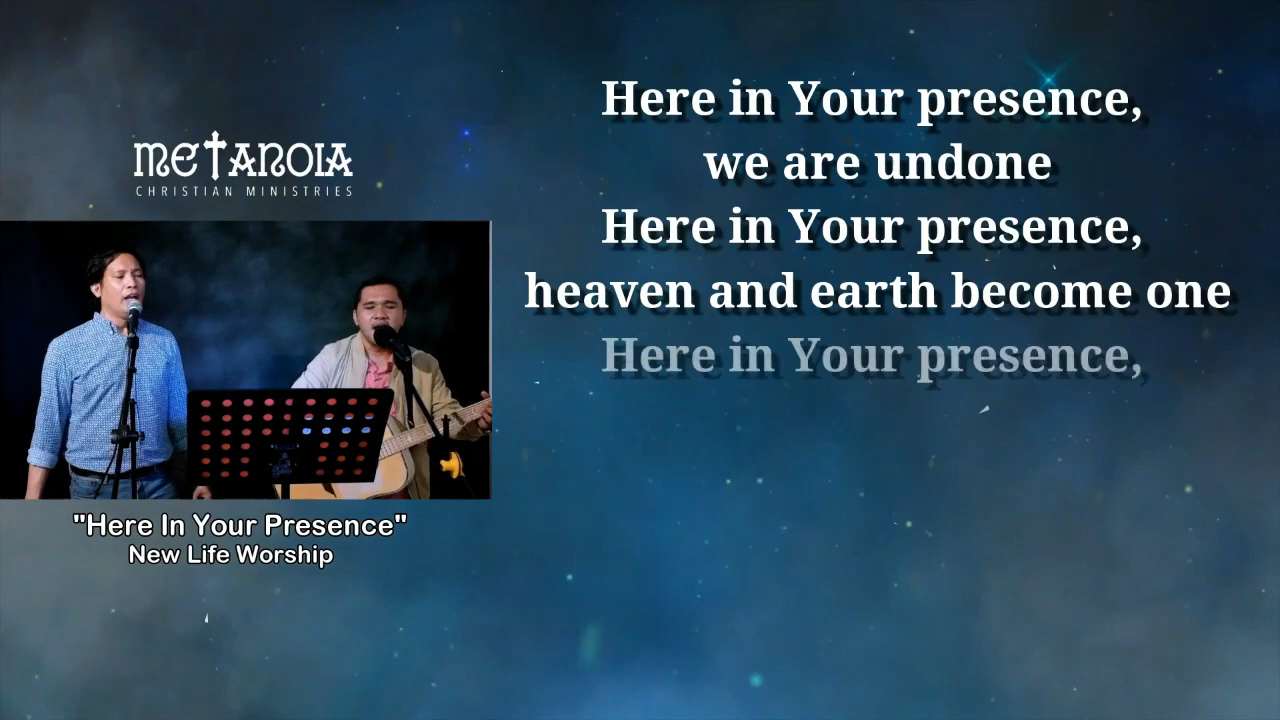 METANOIA
CHRISTIAN MINISTRIES
"Here In Your Presence"
New Life Worship
Here in Your presence,
we are undone
Here in Your presence,
heaven and earth become one
Here in Your presence,